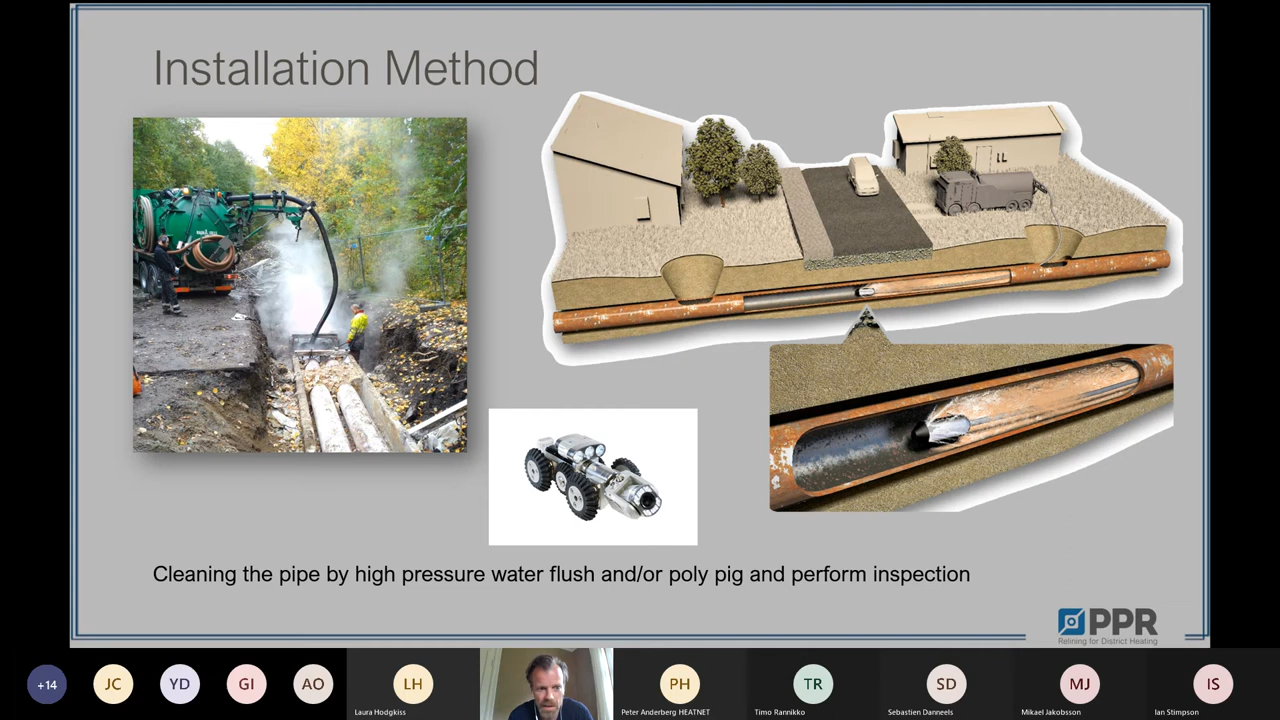 Installation Method
Cleaning the pipe by high pressure water flush and/or poly pig and perform inspection
PPR
Relining for District Heating
+14
JC
YD
GI
AO
LH
PH
TR
SD
MJ
IS
Laura Hodgkiss
Peter Anderberg HEATNET
Timo Rannikko
Sebastien Danneels
Mikael Jakobsson
Ian Stimpson